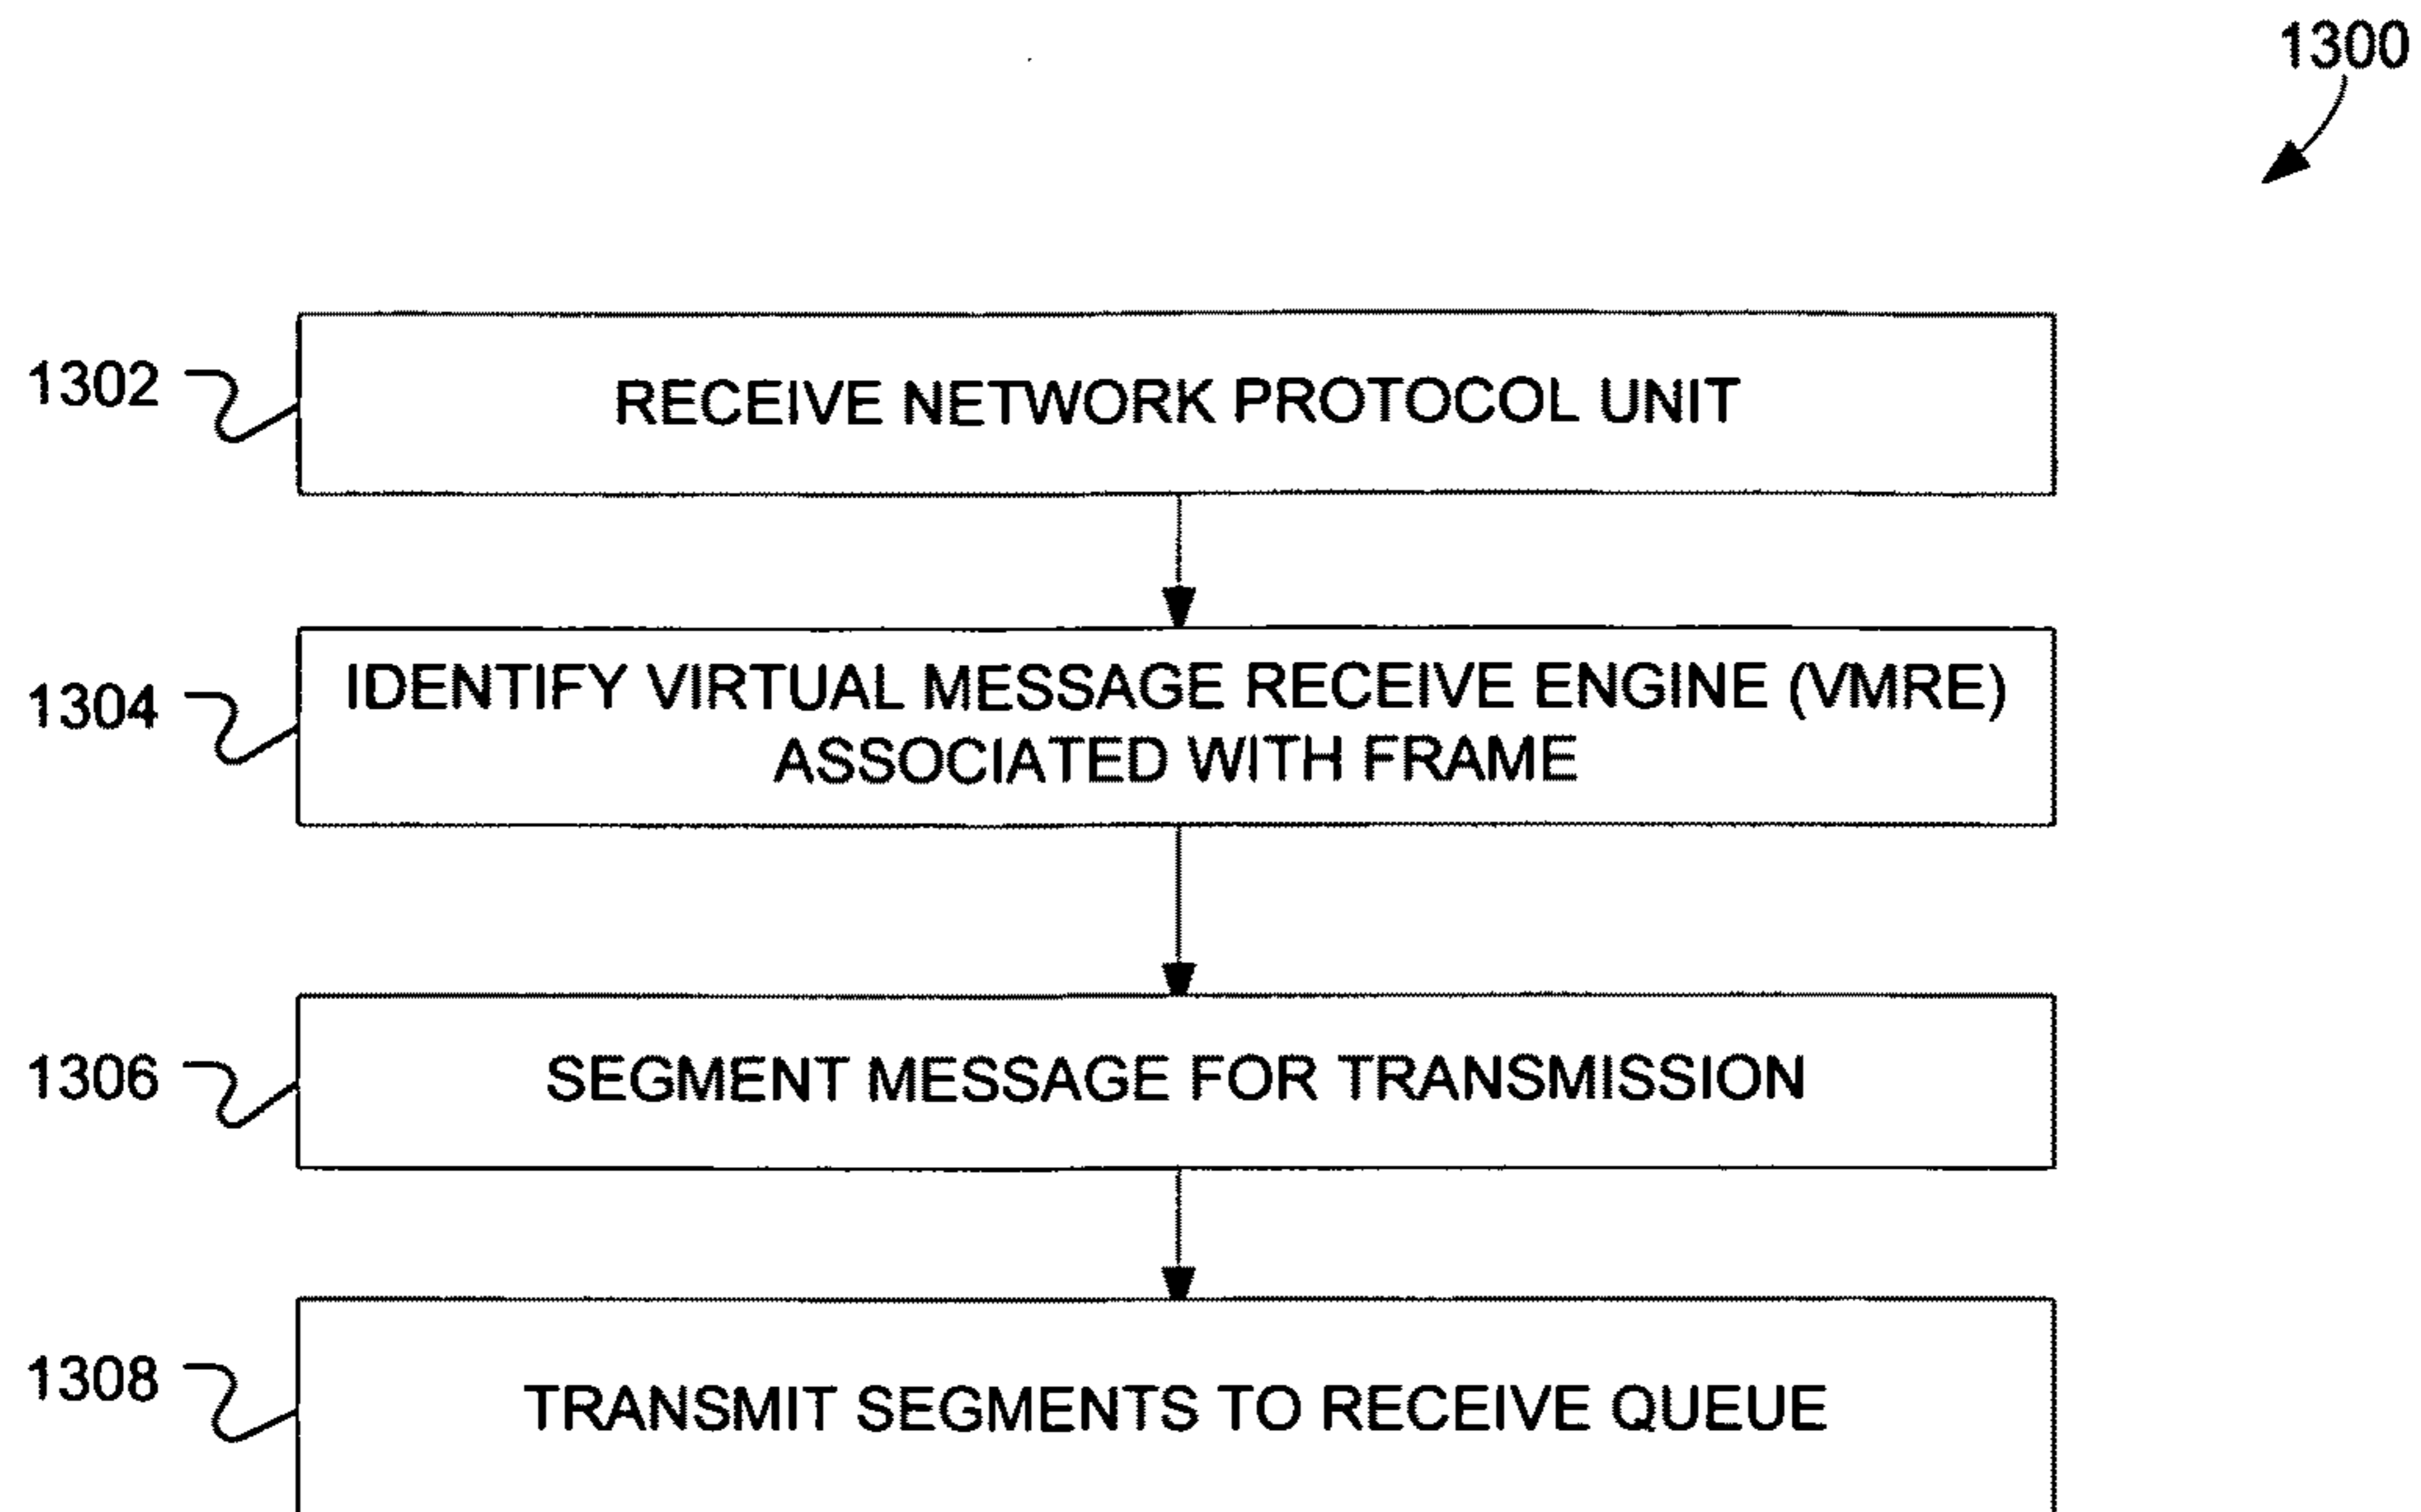 1300
1302
RECEIVE NETWORK PROTOCOL UNIT
1304
IDENTIFY VIRTUAL MESSAGE RECEIVE ENGINE (VMRE)
ASSOCIATED WITH FRAME
1306
SEGMENT MESSAGE FOR TRANSMISSION
1308
TRANSMIT SEGMENTS TO RECEIVE QUEUE